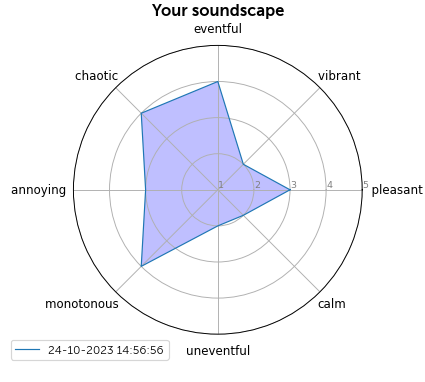 Your soundscape
eventful
chaotic
vibrant
annoying
1
2
3
4
5
pleasant
monotonous
calm
uneventful
24-10-2023 14:56:56